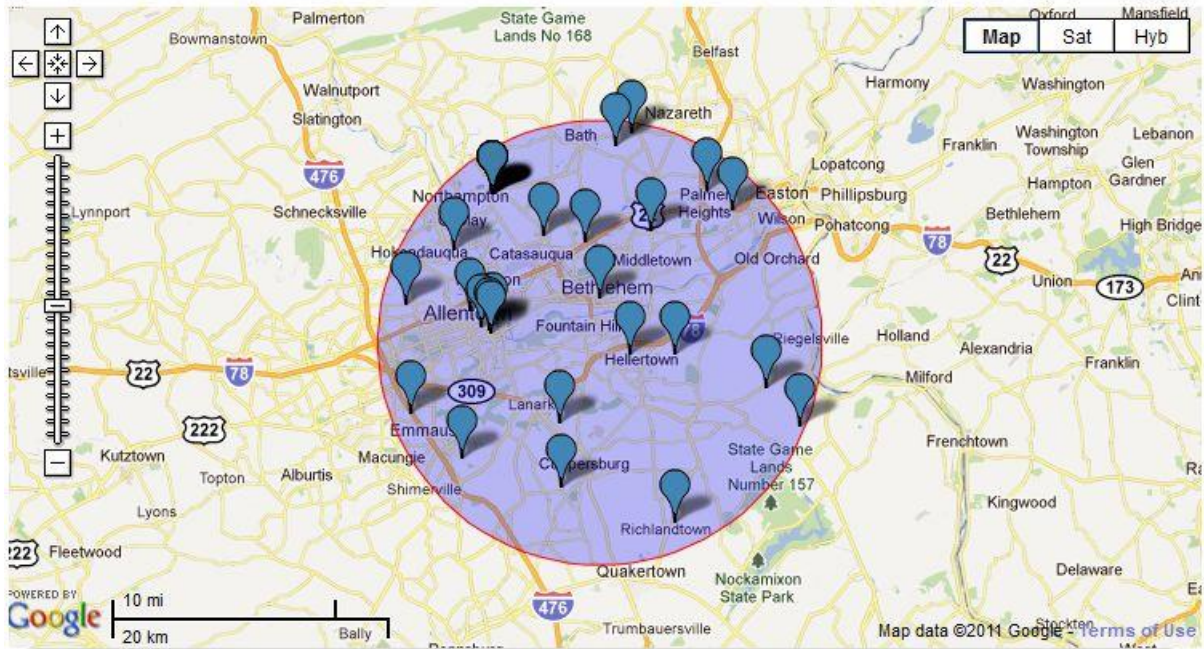 Palmerton
State Game
Lands No 168
Oxford
Mansfield
Map
Sat
Hyb
Bowmanstown
Belfast
Harmony
Washington
Walnutport
Slatington
Nazareth
Bath
Washington
Township
Lebanon
Franklin
476
Lopatcong
Glen
Gardner
Northampton
Palmer
Heights
Easton
Phillipsburg
Hampton
Lynnport
Schnecksville
Wilson
Pohatcong
Bethlehem
High Bridge
78
Catasauqua
Middletown
Old Orchard
22
Union
173
Clint
Bethlehem
Allen
Fountain Hill
Hellertown
Riegelsville
Holland
Alexandria
Franklin
22
78
Milford
309
Lanark
222
Emmaus
Macungie
Kutztown
Topton
Alburtis
Shimerville
State Game
Lands
Number 157
Frenchtown
Kingwood
Lyons
Richlandtown
222
Fleetwood
Quakertown
Nockamixon
State Park
Delaware
POWERED BY
Google
10 mi
20 km
476
Bally
Trumbauersville
Map data ©2011 Google - Terms of Use
Stockton